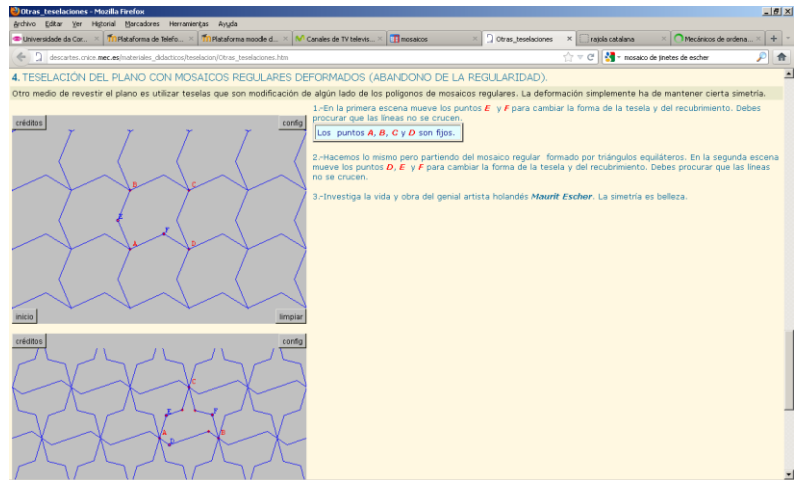 Otras_teselaciones - Mozilla Firefox
Archivo Editar Ver Historial Marcadores Herramientas Ayuda
Universidade da Cor... × Plataforma de Telefo... × Plataforma moodle d... × Canales de TV televis... × mosaicos × Otras_teselaciones × rajola catalana × Mecánicos de ordena... × +
descartes.cnice.mec.es/materiales_didacticos/teselacion/Otras_teselaciones.htm mosaico de jinetes de escher
4. TESELACIÓN DEL PLANO CON MOSAICOS REGULARES DEFORMADOS (ABANDONO DE LA REGULARIDAD).
Otro medio de revestir el plano es utilizar teselas que son modificación de algún lado de los polígonos de mosaicos regulares. La deformación simplemente ha de mantener cierta simetría.
créditos
config
B
C
E
F
A
D
inicio
limpiar
1.-En la primera escena mueve los puntos E y F para cambiar la forma de la tesela y del recubrimiento. Debes
procurar que las líneas no se crucen.
Los puntos A, B, C y D son fijos.
2.-Hacemos lo mismo pero partiendo del mosaico regular formado por triángulos equiláteros. En la segunda escena
mueve los puntos D, E y F para cambiar la forma de la tesela y del recubrimiento. Debes procurar que las líneas
no se crucen.
3.-Investiga la vida y obra del genial artista holandés Maurit Escher. La simetría es belleza.
créditos
config
C
E
F
A
B
D